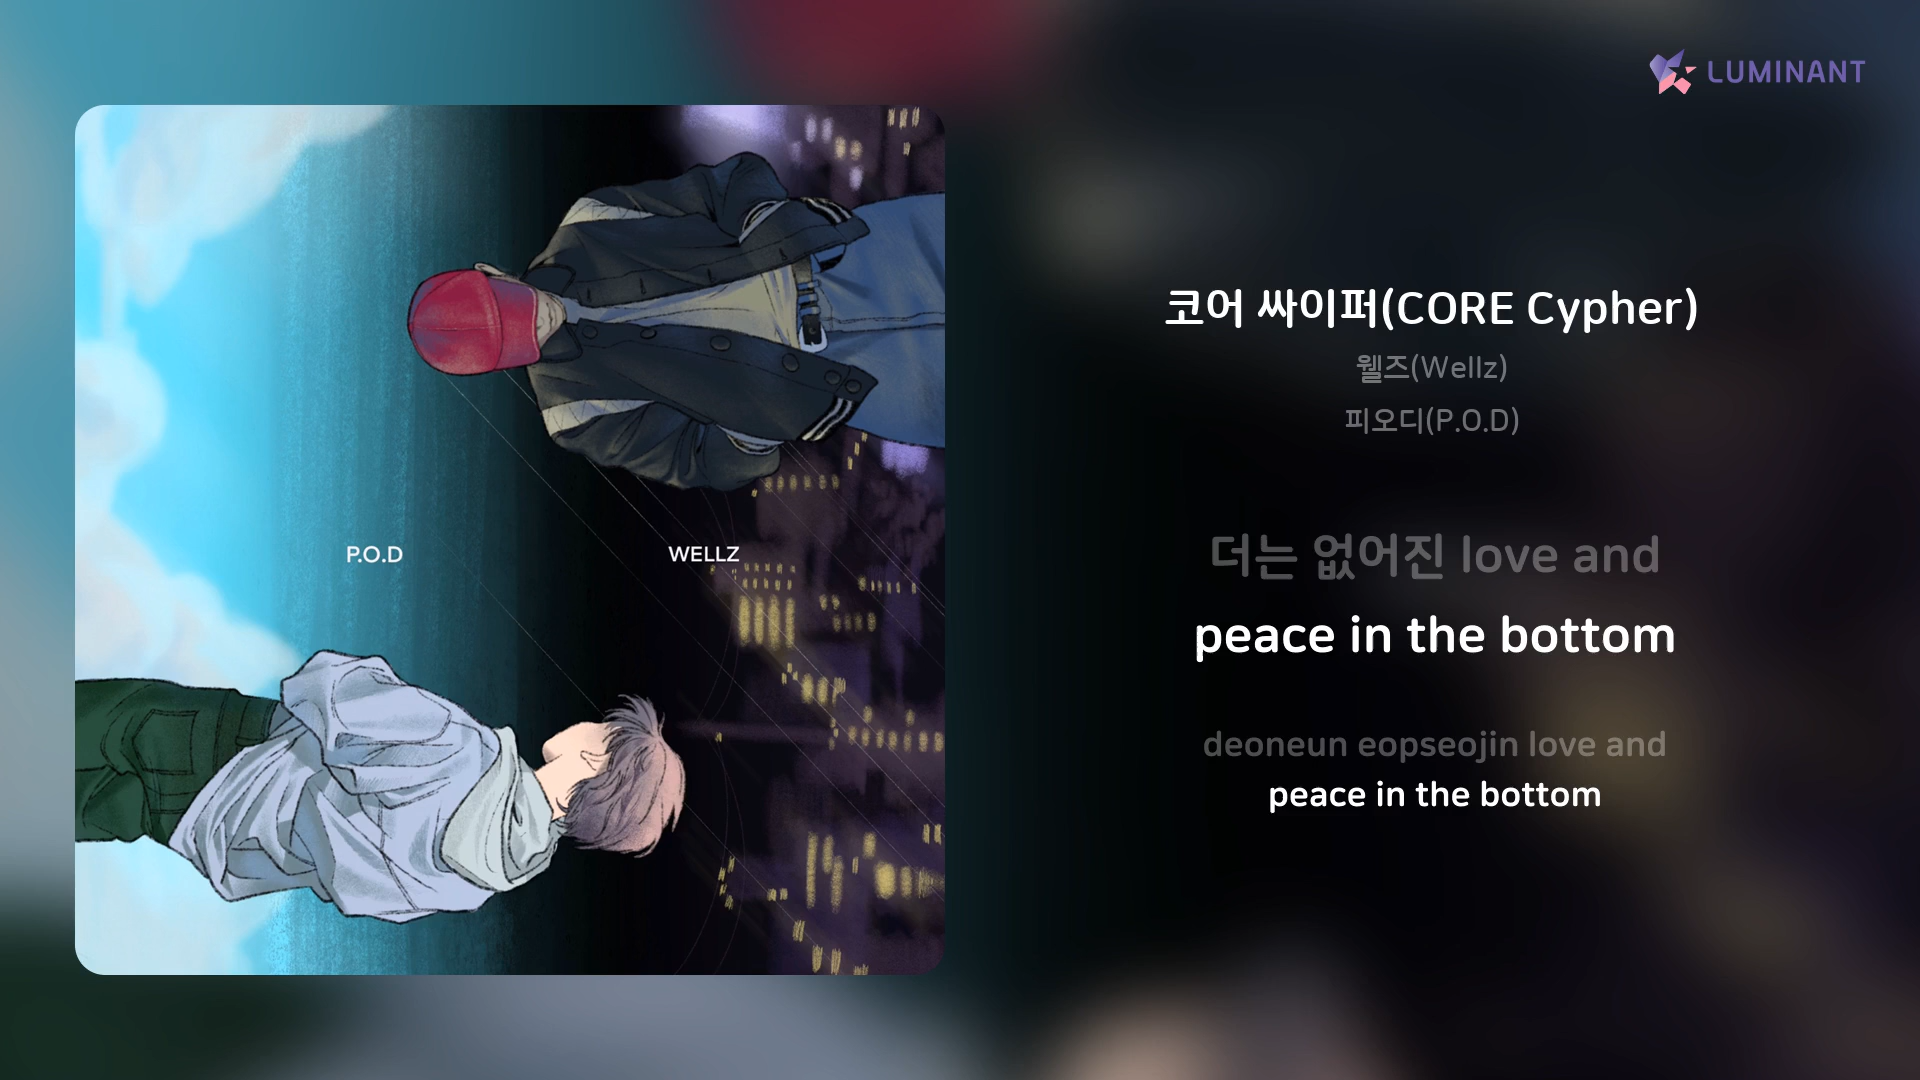 LUMINANT
P.O.D
WELLZ
코어 싸이퍼(CORE Cypher)
웰즈(Wellz)
피오디(P.O.D)
더는 없어진 love and
peace in the bottom
deoneun eopseojin love and
peace in the bottom